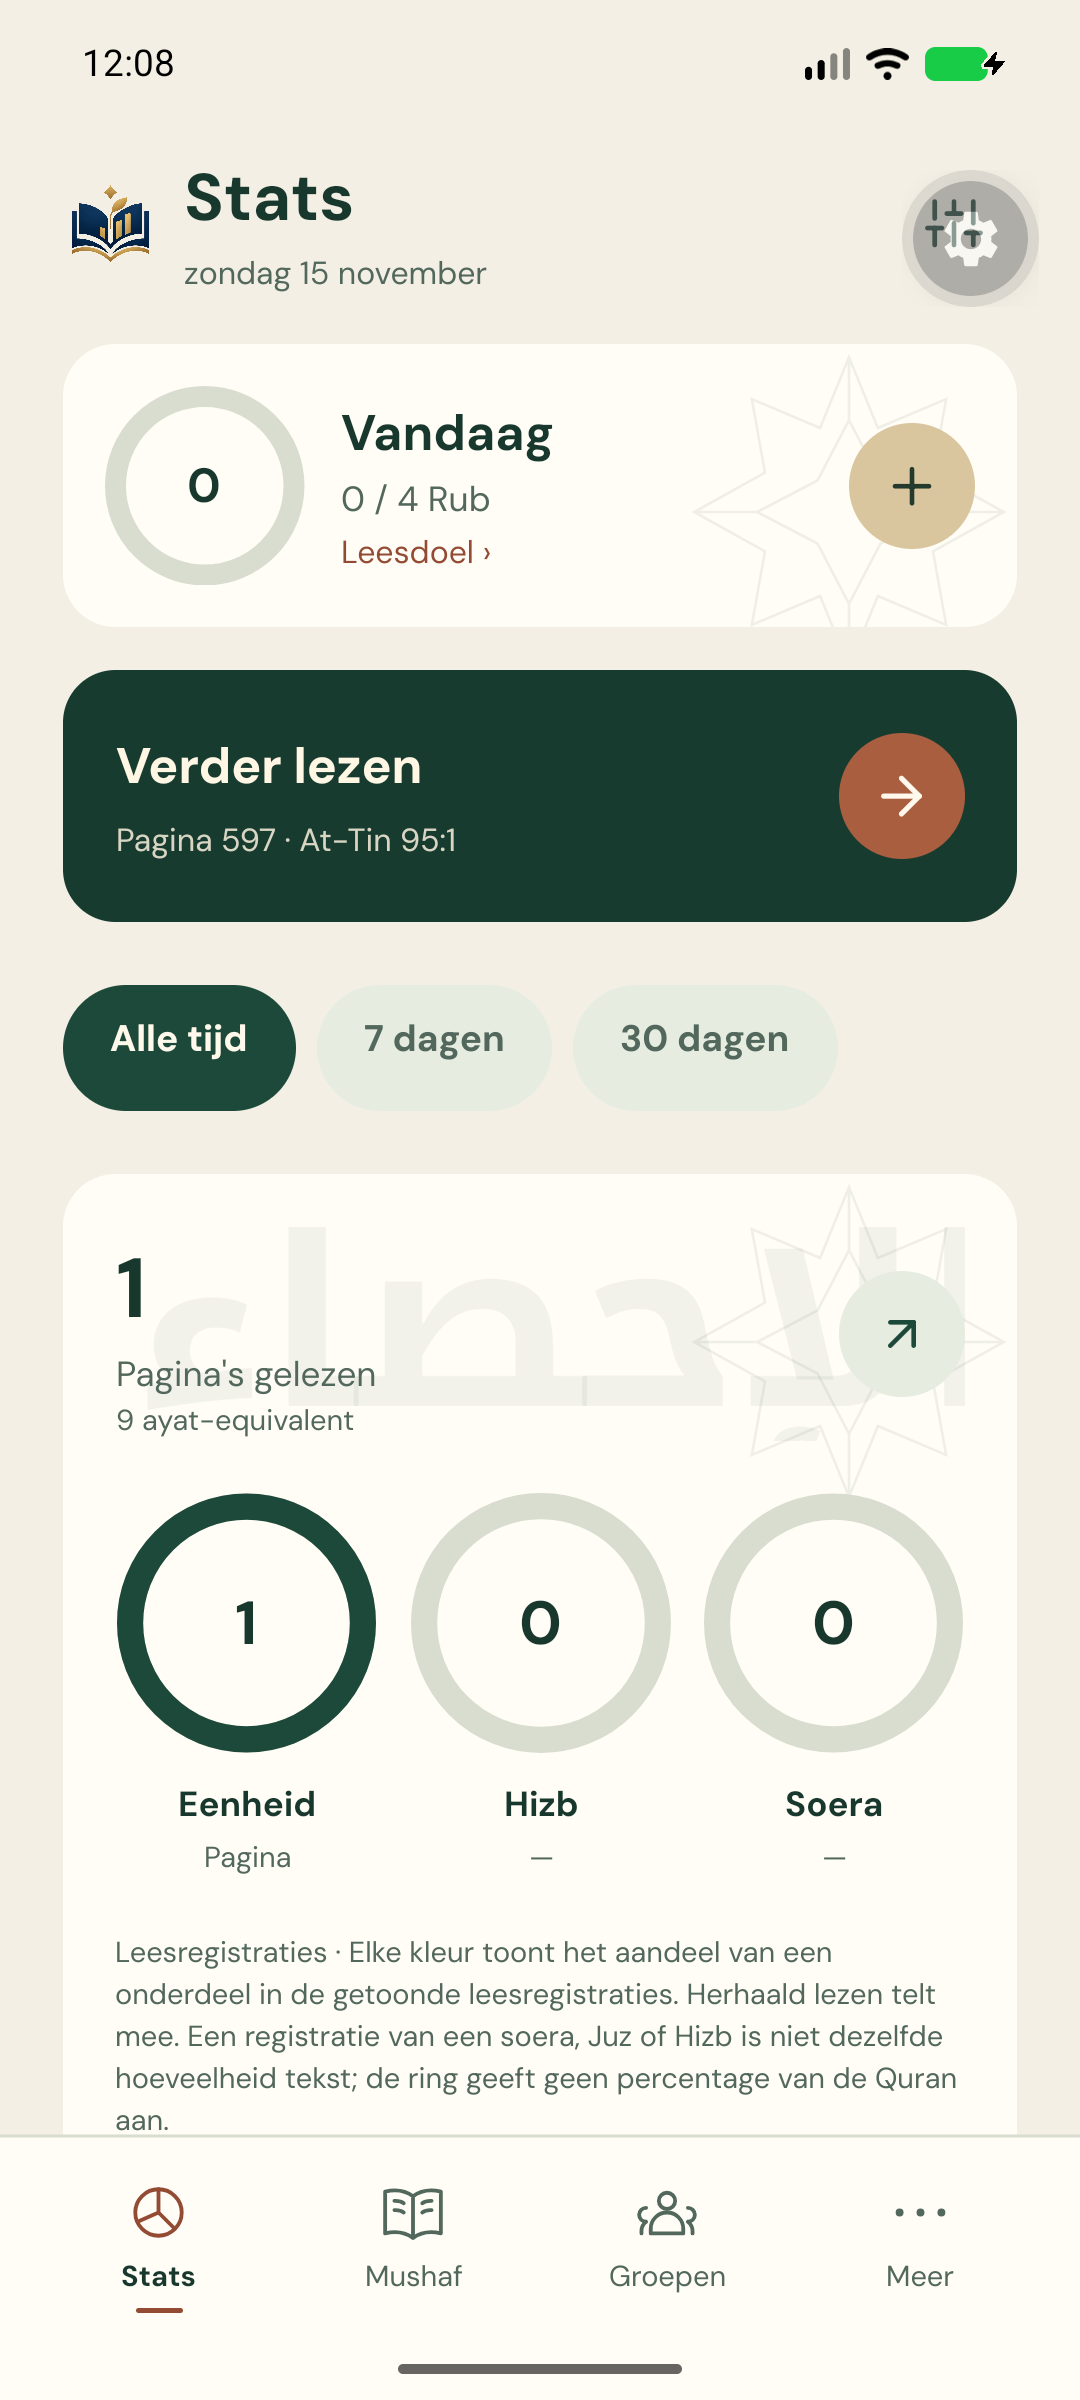 12:08
Stats
zondag 15 november
0
Vandaag
0 / 4 Rub
Leesdoel ›
Verder lezen
Pagina 597 · At-Tin 95:1
Alle tijd
7 dagen
30 dagen
الإحصاء
1
Pagina's gelezen
9 ayat-equivalent
1
0
0
Eenheid
Hizb
Soera
Pagina
—
—
Leesregistraties · Elke kleur toont het aandeel van een
onderdeel in de getoonde leesregistraties. Herhaald lezen telt
mee. Een registratie van een soera, Juz of Hizb is niet dezelfde
hoeveelheid tekst; de ring geeft geen percentage van de Quran
aan.
Stats
Mushaf
Groepen
Meer